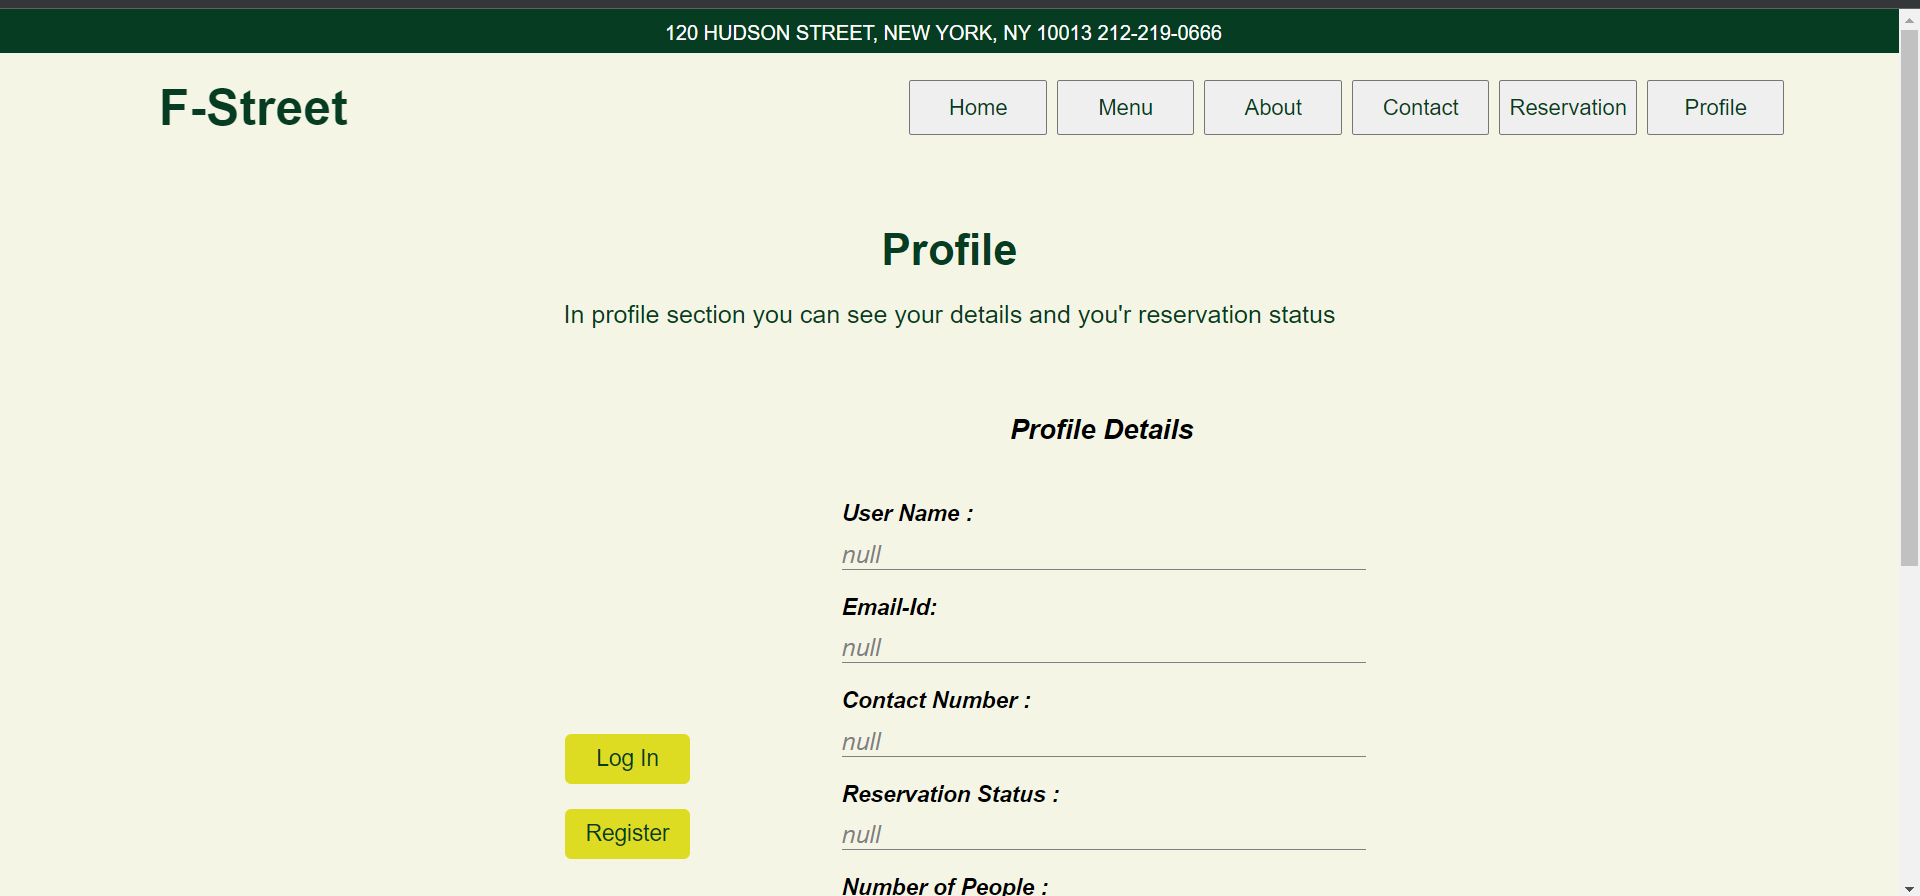 120 HUDSON STREET, NEW YORK, NY 10013 212-219-0666
F-Street
Home Menu About Contact Reservation Profile
Profile
In profile section you can see your details and you'r reservation status
Profile Details
User Name :
null
Email-Id:
null
Contact Number :
null
Log In
Reservation Status :
Register
null
Number of People :